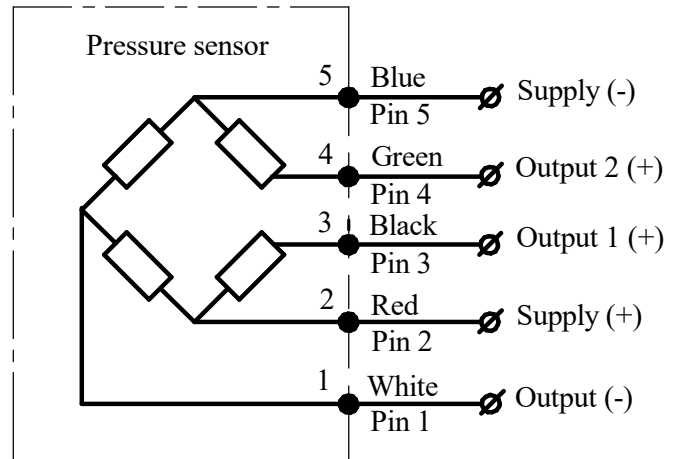 Pressure sensor
5 Blue Supply (-)
Pin 5
4 Green Output 2 (+)
Pin 4
3 Black Output 1 (+)
Pin 3
2 Red Supply (+)
Pin 2
1 White Output (-)
Pin 1